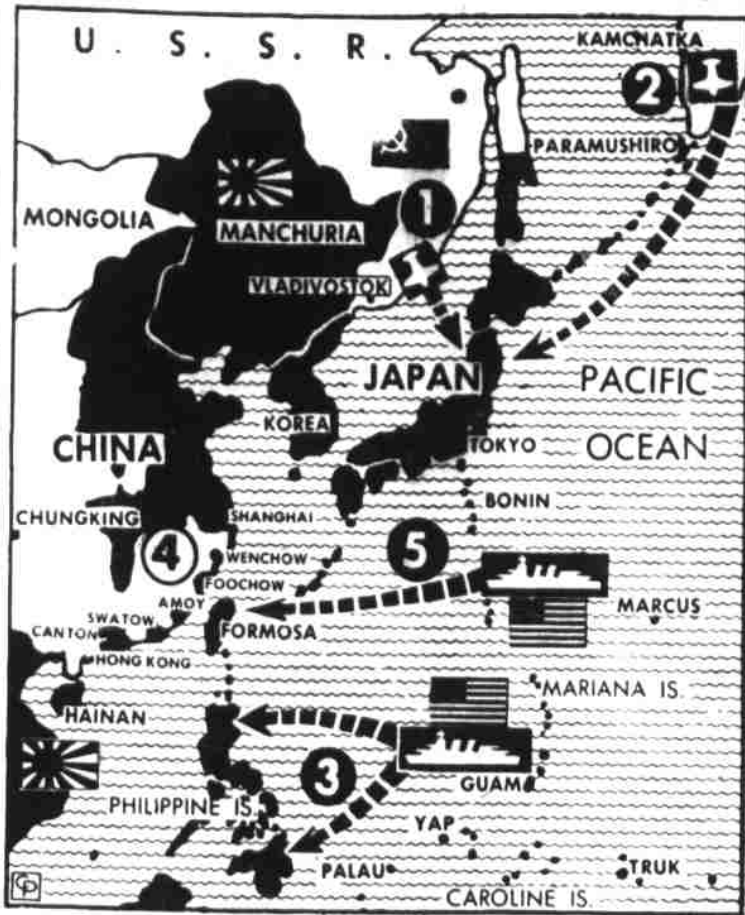 U. S. S. R.
KAMCHATKA
2
PARAMUSHIRO
1
MONGOLIA
MANCHURIA
VLADIVOSTOK
JAPAN
PACIFIC
OCEAN
KOREA
CHINA
TOKYO
BONIN
CHUNGKING
SHANGHAI
4
WENCHOW
5
FOOCHOW
AMOY
MARCUS
SWATOW
FORMOSA
CANTON
HONG KONG
MARIANA IS.
HAINAN
3
GUAM
PHILIPPINE IS.
YAP
PALAU
TRUK
CAROLINE IS.
CP